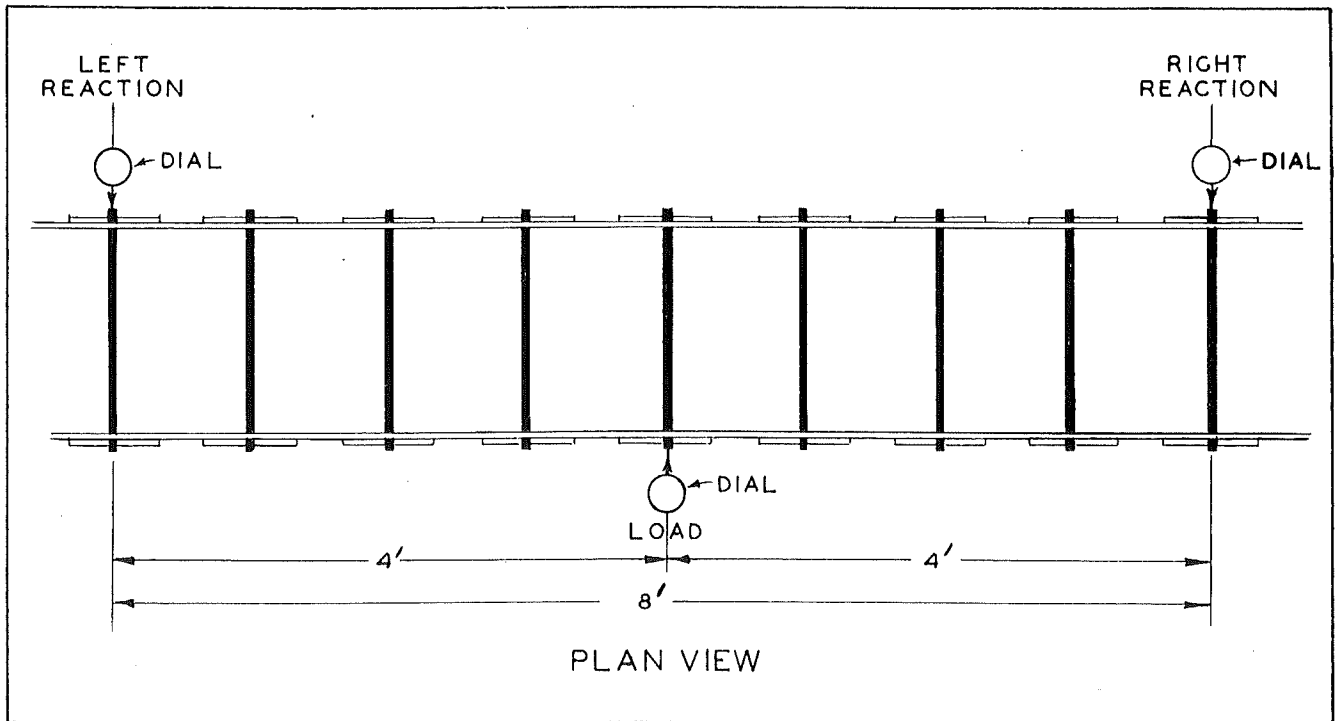 LEFT
REACTION
RIGHT
REACTION
DIAL
DIAL
DIAL
LOAD
4'
4'
8'
PLAN VIEW